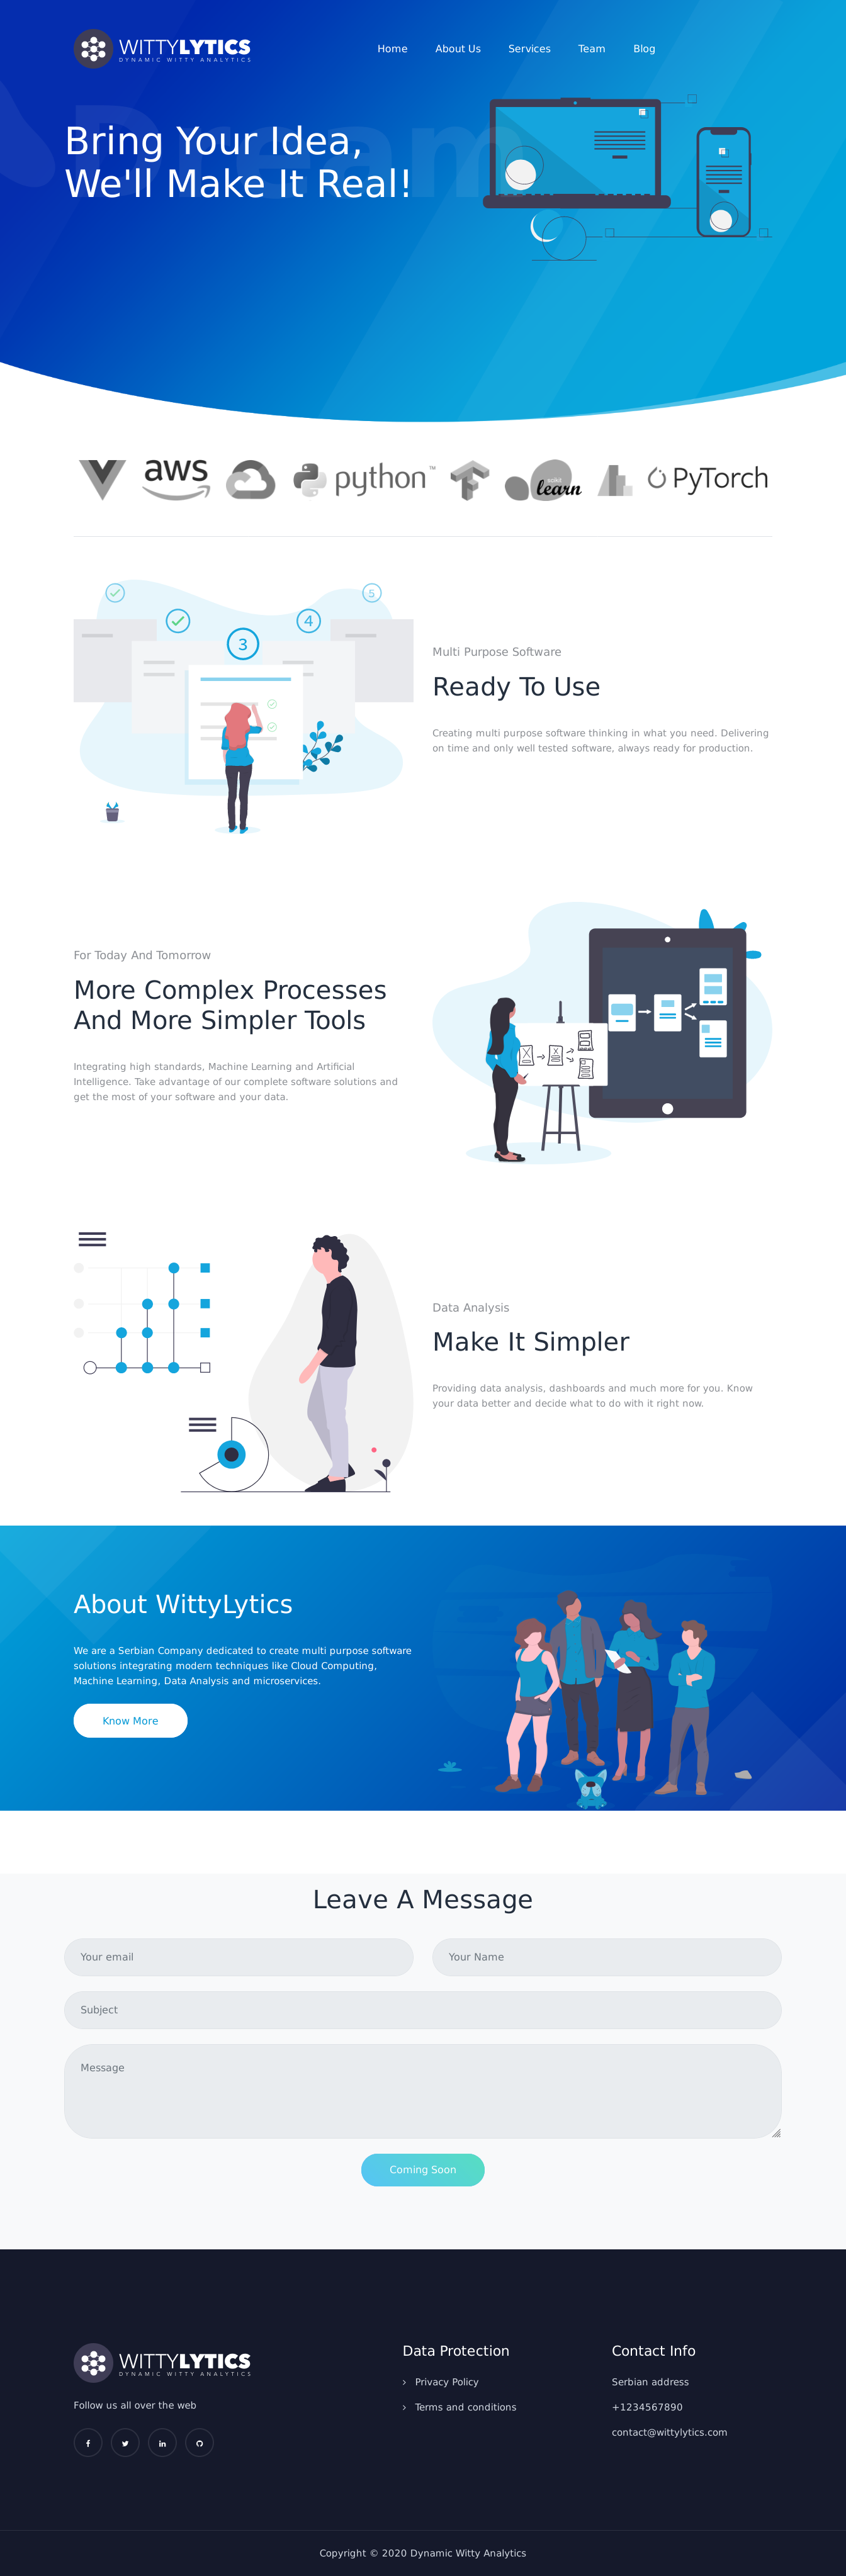 WITTYLYTICS
DYNAMIC WITTY ANALYTICS
Home
About Us
Services
Team
Blog
Dream
Bring Your Idea,
We'll Make It Real!
aws
python™
scikit
learn
PyTorch
3
4
5
Multi Purpose Software
Ready To Use
Creating multi purpose software thinking in what you need. Delivering
on time and only well tested software, always ready for production.
For Today And Tomorrow
More Complex Processes
And More Simpler Tools
Integrating high standards, Machine Learning and Artificial
Intelligence. Take advantage of our complete software solutions and
get the most of your software and your data.
Data Analysis
Make It Simpler
Providing data analysis, dashboards and much more for you. Know
your data better and decide what to do with it right now.
About WittyLytics
We are a Serbian Company dedicated to create multi purpose software
solutions integrating modern techniques like Cloud Computing,
Machine Learning, Data Analysis and microservices.
Know More
Leave A Message
Your email
Your Name
Subject
Message
Coming Soon
WITTYLYTICS
DYNAMIC WITTY ANALYTICS
Follow us all over the web
Data Protection
Privacy Policy
Terms and conditions
Contact Info
Serbian address
+1234567890
contact@wittylytics.com
Copyright © 2020 Dynamic Witty Analytics